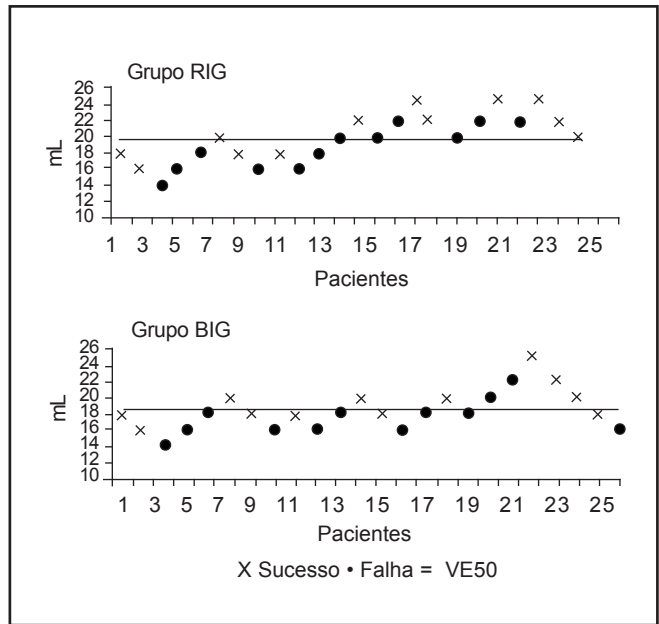 Grupo RIG
26
24
22
20
18
16
14
12
10
mL
1 3 5 7 9 11 13 15 17 19 21 23 25
Pacientes
Grupo BIG
26
24
22
20
18
16
14
12
10
mL
1 3 5 7 9 11 13 15 17 19 21 23 25
Pacientes
X Sucesso • Falha = VE50